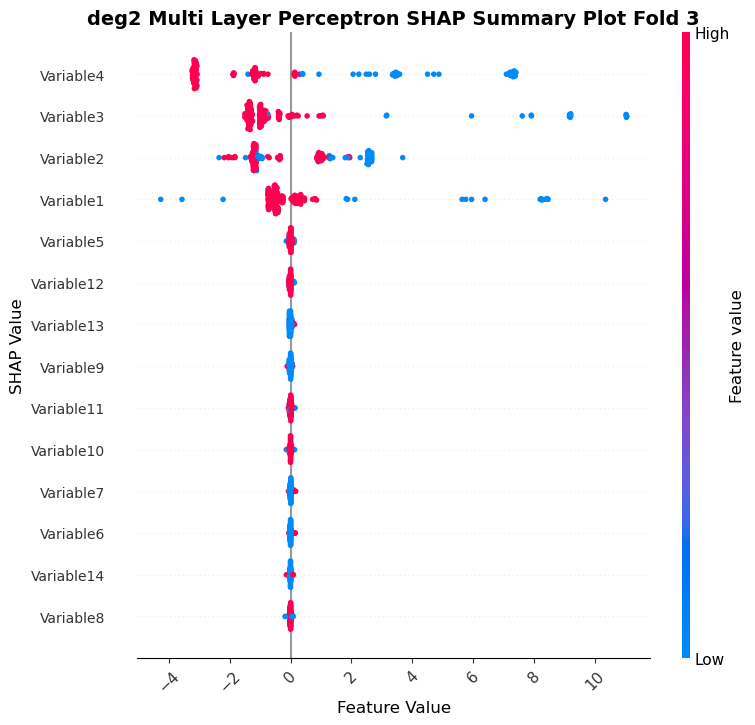 deg2 Multi Layer Perceptron SHAP Summary Plot Fold 3
High
Variable4
Variable3
Variable2
Variable1
Variable5
Variable12
Variable13
Variable9
Variable11
Variable10
Variable7
Variable6
Variable14
Variable8
SHAP Value
Feature value
Low
−4
−2
0
2
4
6
8
10
Feature Value